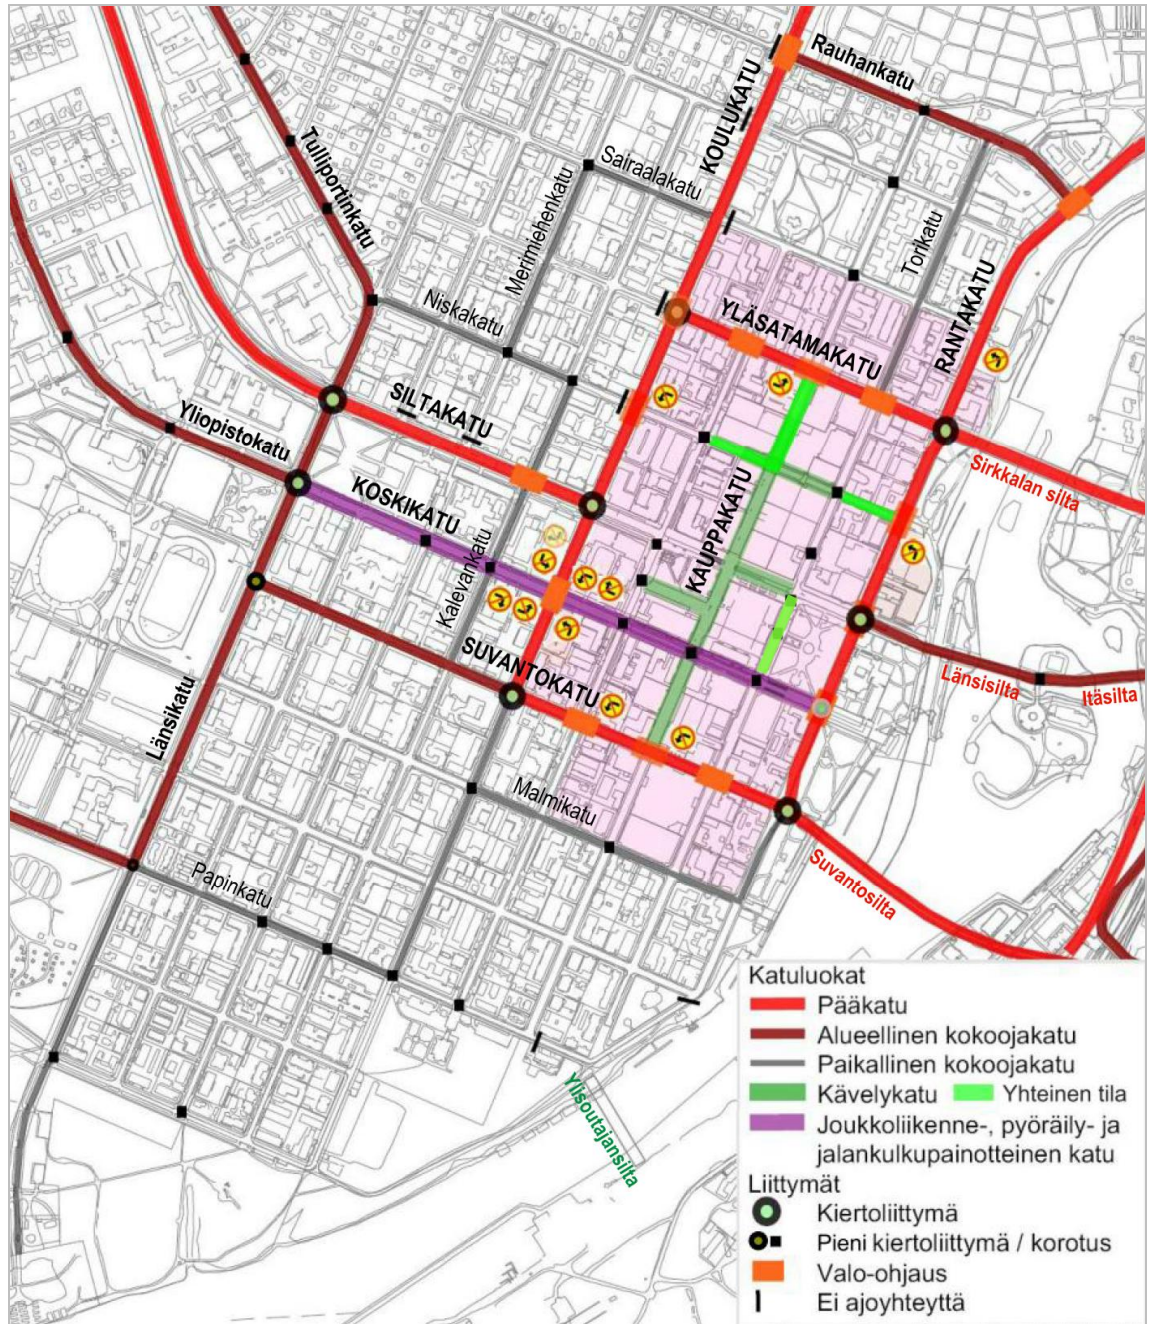 Rauhankatu
KOULUKATU
Tulliportinkatu
Sairaalakatu
Merimiehenkatu
Torikatu
Niskakatu
YLÄSATAMAKATU
RANTAKATU
SILTAKATU
Yliopistokatu
Sirkkalan silta
KOSKIKATU
KAUPPAKATU
Kalevankatu
SUVANTOKATU
Länsisilta
Itäsilta
Länsikatu
Malmikatu
Suvantosilta
Papinkatu
Ylisoutajansilta
Katuluokat
Pääkatu
Alueellinen kokoojakatu
Paikallinen kokoojakatu
Kävelykatu Yhteinen tila
Joukkoliikenne-, pyöräily- ja
jalankulkupainotteinen katu
Liittymät
Kiertoliittymä
Pieni kiertoliittymä / korotus
Valo-ohjaus
Ei ajoyhteyttä